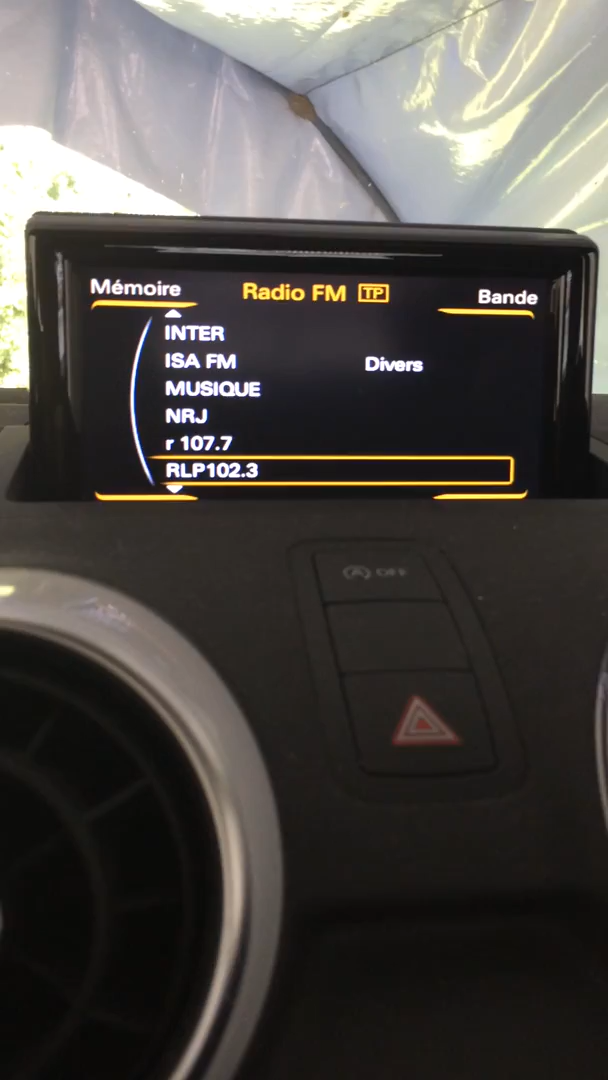 Mémoire Radio FM TP Bande
INTER
ISA FM Divers
MUSIQUE
NRJ
r 107.7
RLP102.3
A OFF